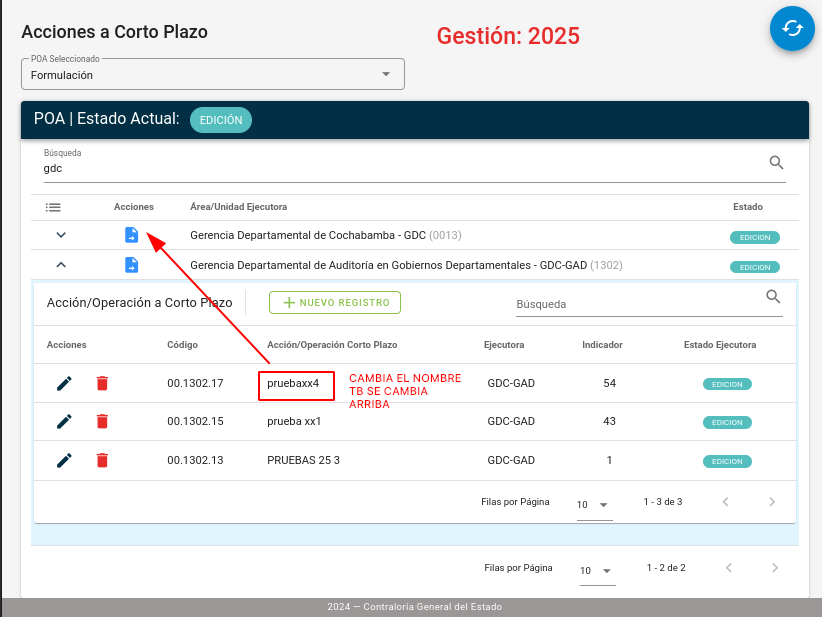 Acciones a Corto Plazo
Gestión: 2025
POA Seleccionado
Formulación
POA | Estado Actual: EDICIÓN
Búsqueda
gdc
Acciones Área/Unidad Ejecutora Estado
Gerencia Departamental de Cochabamba - GDC (0013) EDICION
Gerencia Departamental de Auditoría en Gobiernos Departamentales - GDC-GAD (1302) EDICION
Acción/Operación a Corto Plazo NUEVO REGISTRO Búsqueda
Acciones Código Acción/Operación Corto Plazo Ejecutora Indicador Estado Ejecutora
00.1302.17 pruebaxx4 GDC-GAD 54 EDICION
CAMBIA EL NOMBRE
TB SE CAMBIA
ARRIBA
00.1302.15 prueba xx1 GDC-GAD 43 EDICION
00.1302.13 PRUEBAS 25 3 GDC-GAD 1 EDICION
Filas por Página 10 1 - 3 de 3
Filas por Página 10 1 - 2 de 2
2024 — Contraloría General del Estado